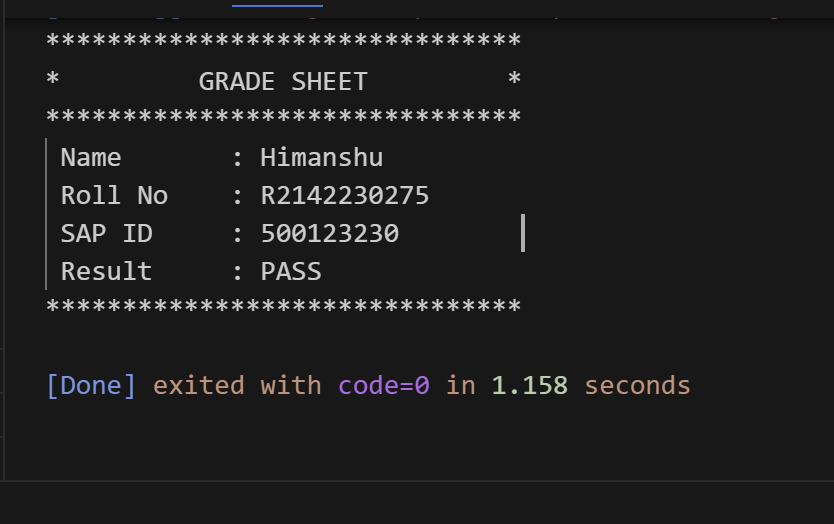 *******************************
*         GRADE SHEET         *
*******************************
 Name       : Himanshu
 Roll No    : R2142230275
 SAP ID     : 500123230
 Result     : PASS
*******************************
[Done] exited with code=0 in 1.158 seconds